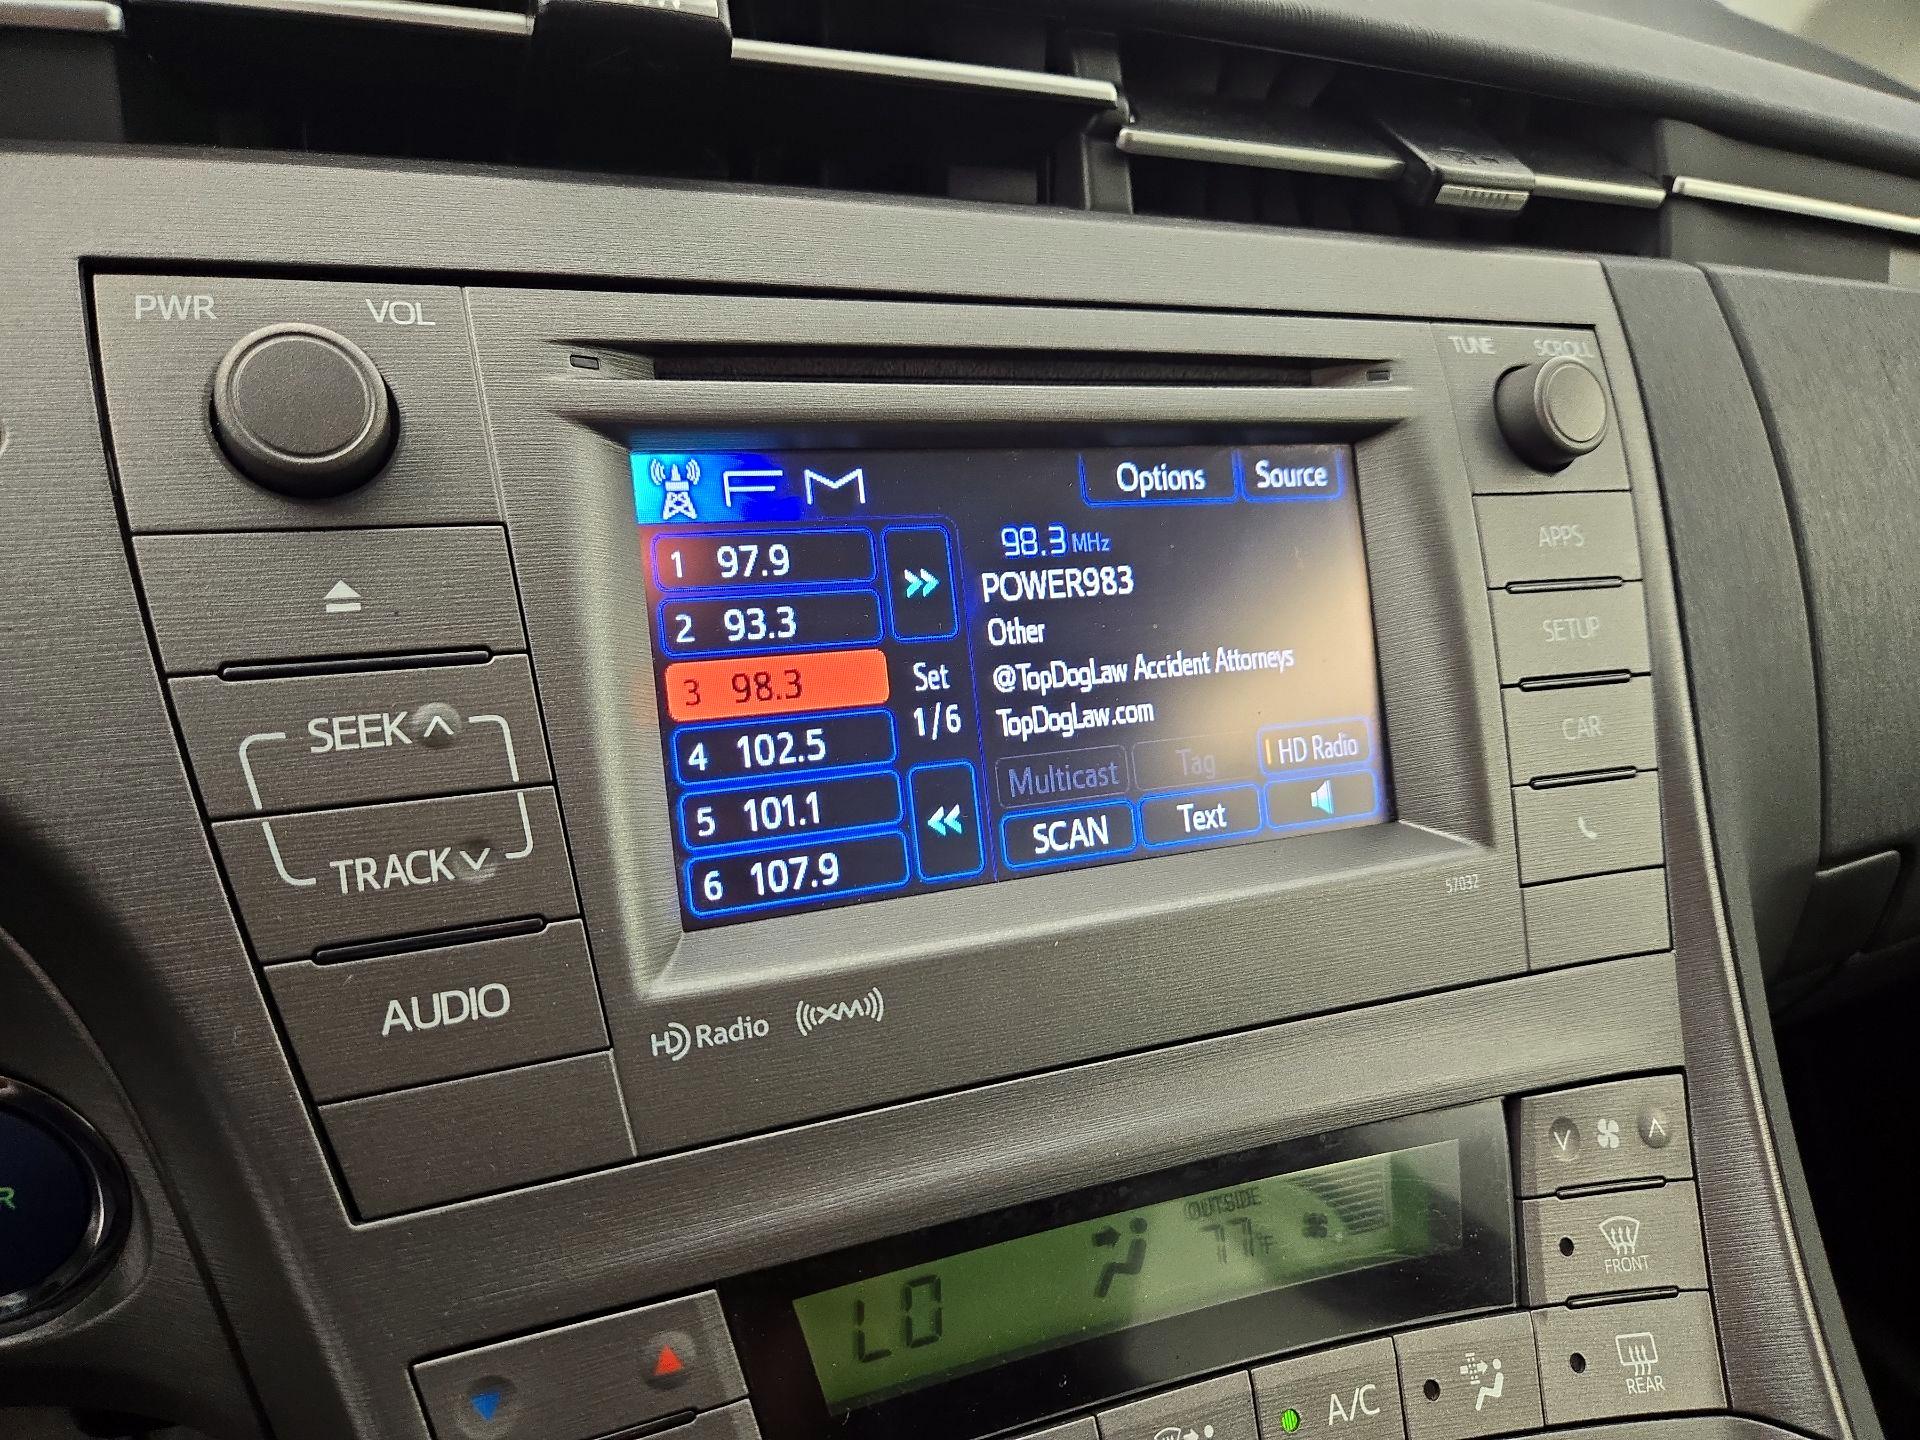 PWR VOL
TUNE SCROLL
FM
Options Source
1 97.9
2 93.3
3 98.3
4 102.5
5 101.1
6 107.9
Set
1/6
98.3 MHz
POWER983
Other
@TopDogLaw Accident Attorneys
TopDogLaw.com
Multicast Tag HD Radio
SCAN Text
SEEK
TRACK
AUDIO
APPS
SETUP
CAR
57032
HD Radio ((XM))
OUTSIDE
77°F
LO
FRONT
REAR
A/C